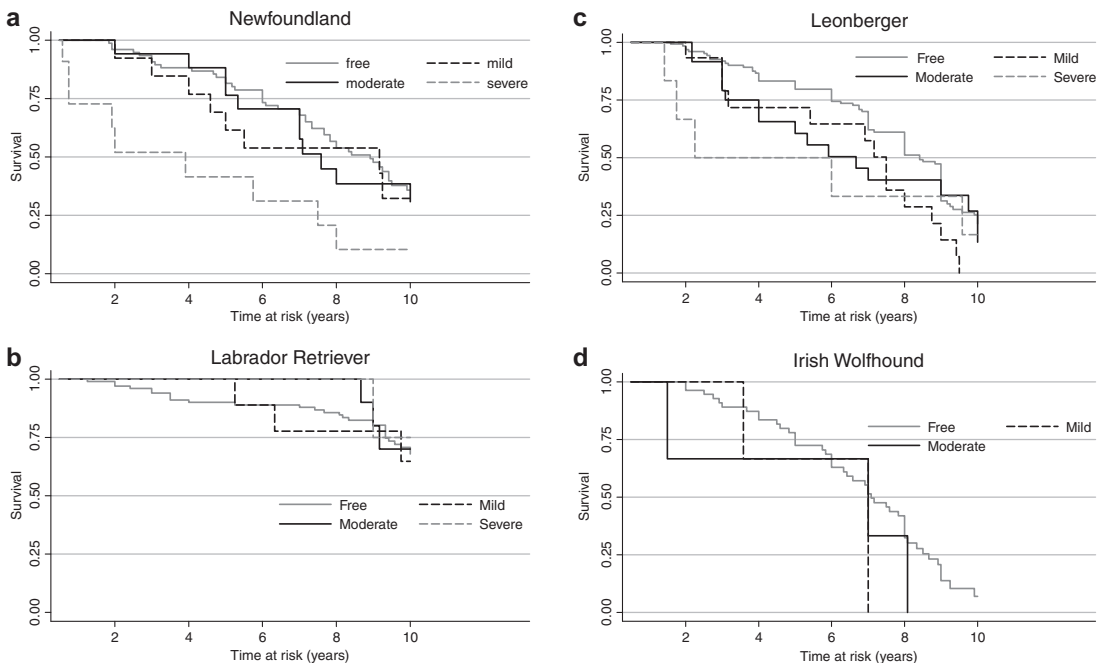 a
Newfoundland
free
mild
moderate
severe
1.00
0.75
0.50
0.25
0.00
Survival
2 4 6 8 10
Time at risk (years)
c
Leonberger
Free
Mild
Moderate
Severe
1.00
0.75
0.50
0.25
0.00
Survival
2 4 6 8 10
Time at risk (years)
b
Labrador Retriever
Free
Mild
Moderate
Severe
1.00
0.75
0.50
0.25
0.00
Survival
2 4 6 8 10
Time at risk (years)
d
Irish Wolfhound
Free
Mild
Moderate
1.00
0.75
0.50
0.25
0.00
Survival
2 4 6 8 10
Time at risk (years)